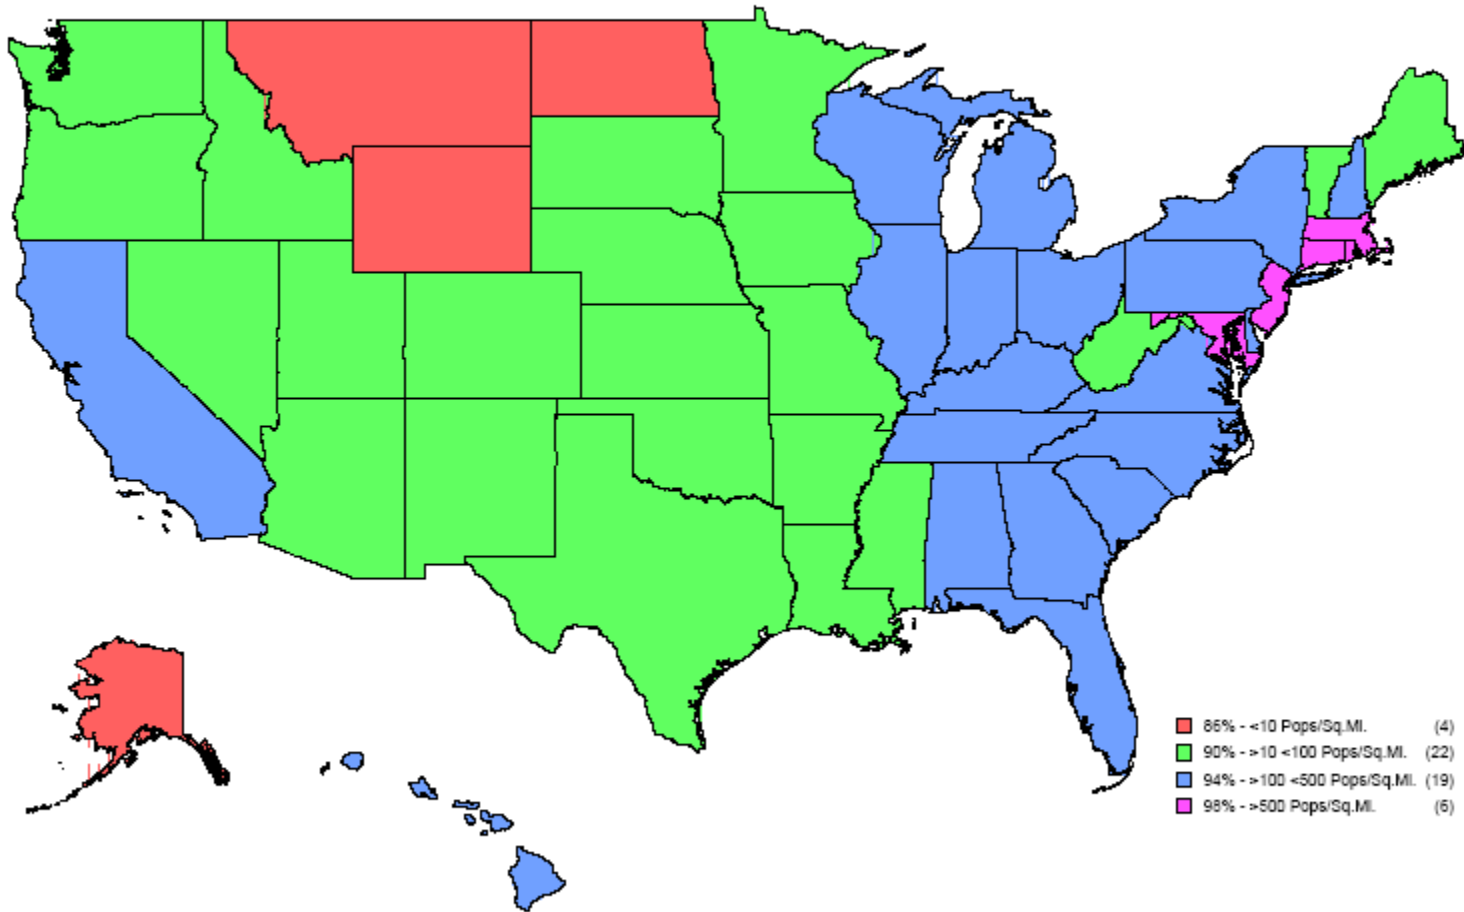 86% - <10 Pops/Sq.Mi. (4)
90% - >10 <100 Pops/Sq.Mi. (22)
94% - >100 <500 Pops/Sq.Mi. (19)
98% - >500 Pops/Sq.Mi. (6)